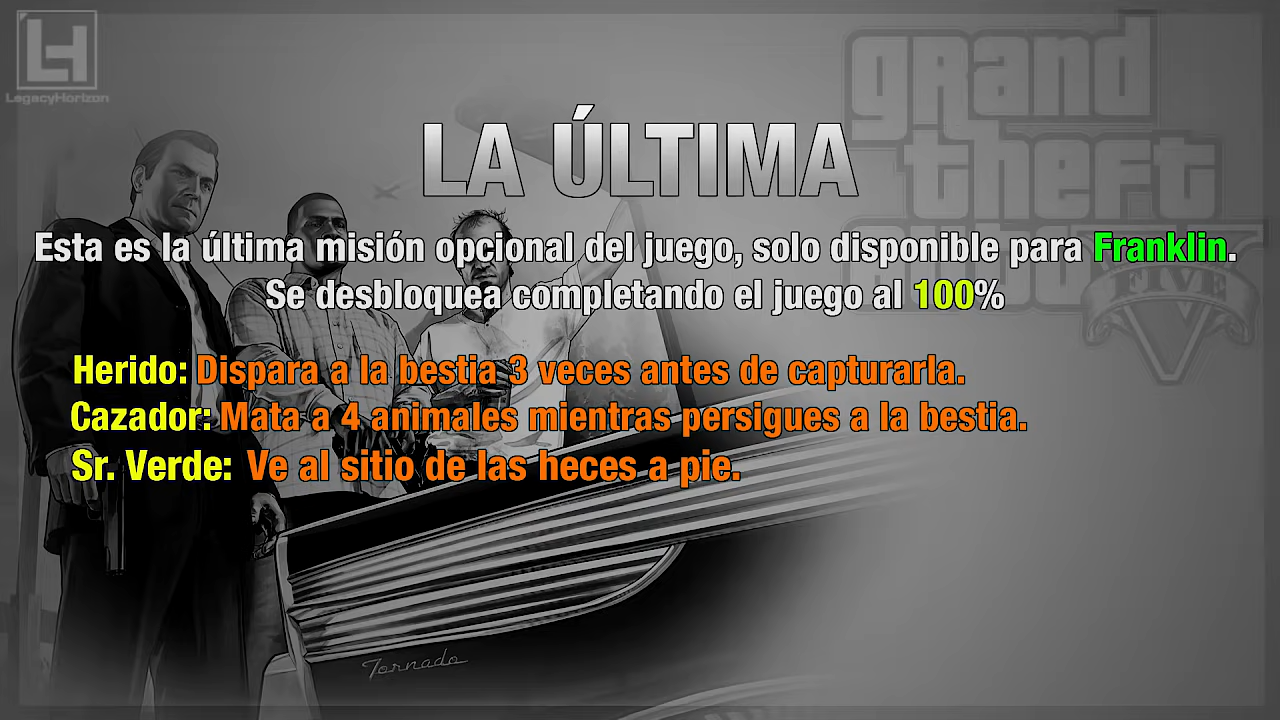 LH
LegacyHorizon
grand
theft
auto
FIVE
V
LA ÚLTIMA
Esta es la última misión opcional del juego, solo disponible para Franklin.
Se desbloquea completando el juego al 100%
Herido: Dispara a la bestia 3 veces antes de capturarla.
Cazador: Mata a 4 animales mientras persigues a la bestia.
Sr. Verde: Ve al sitio de las heces a pie.
Tornado